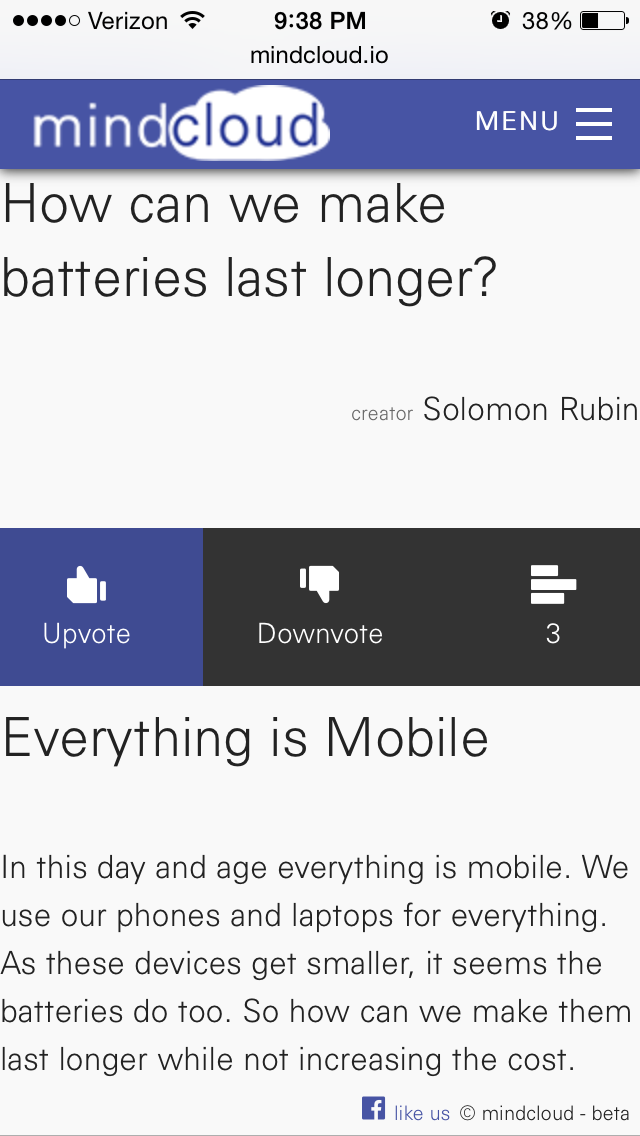 Verizon 9:38 PM 38%
mindcloud.io
mindcloud MENU
How can we make
batteries last longer?
creator Solomon Rubin
Upvote Downvote 3
Everything is Mobile
In this day and age everything is mobile. We
use our phones and laptops for everything.
As these devices get smaller, it seems the
batteries do too. So how can we make them
last longer while not increasing the cost.
f like us © mindcloud - beta